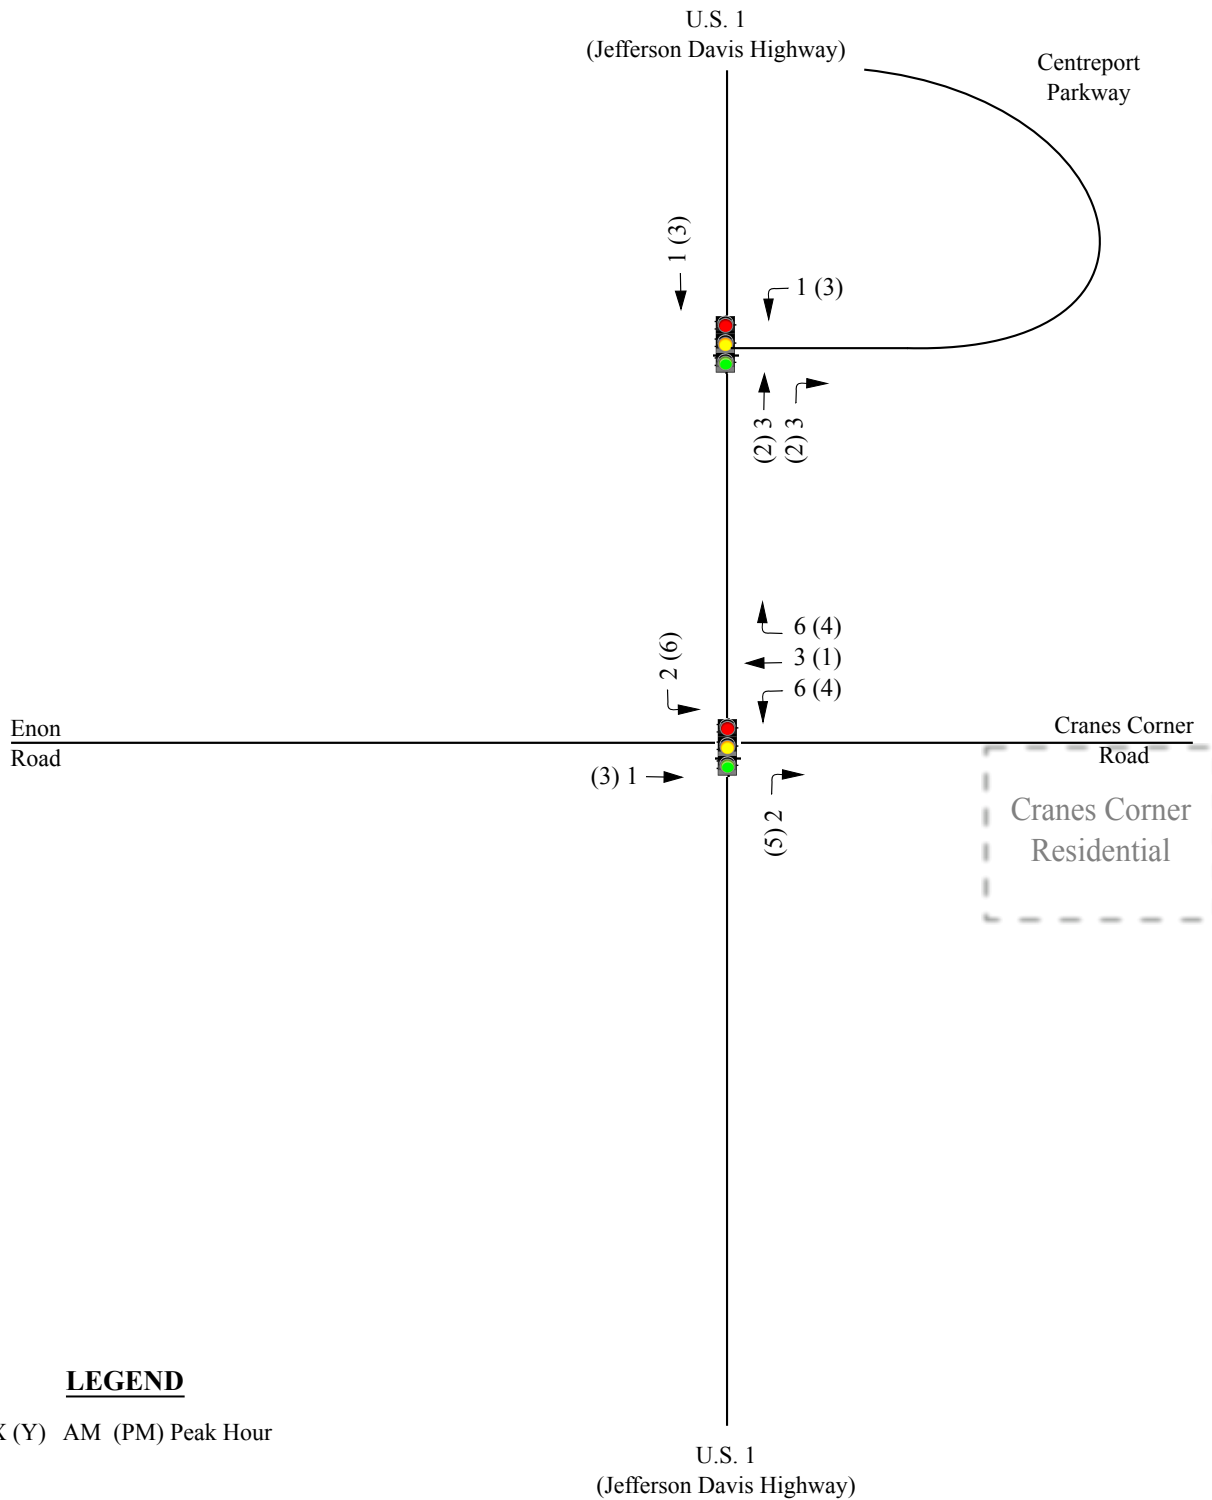 U.S. 1
(Jefferson Davis Highway)
Centreport
Parkway
1 (3)
1 (3)
(2) 3
(2) 3
6 (4)
3 (1)
6 (4)
2 (6)
Enon
Road
Cranes Corner
Road
(3) 1
(5) 2
Cranes Corner
Residential
LEGEND
X (Y) AM (PM) Peak Hour
U.S. 1
(Jefferson Davis Highway)